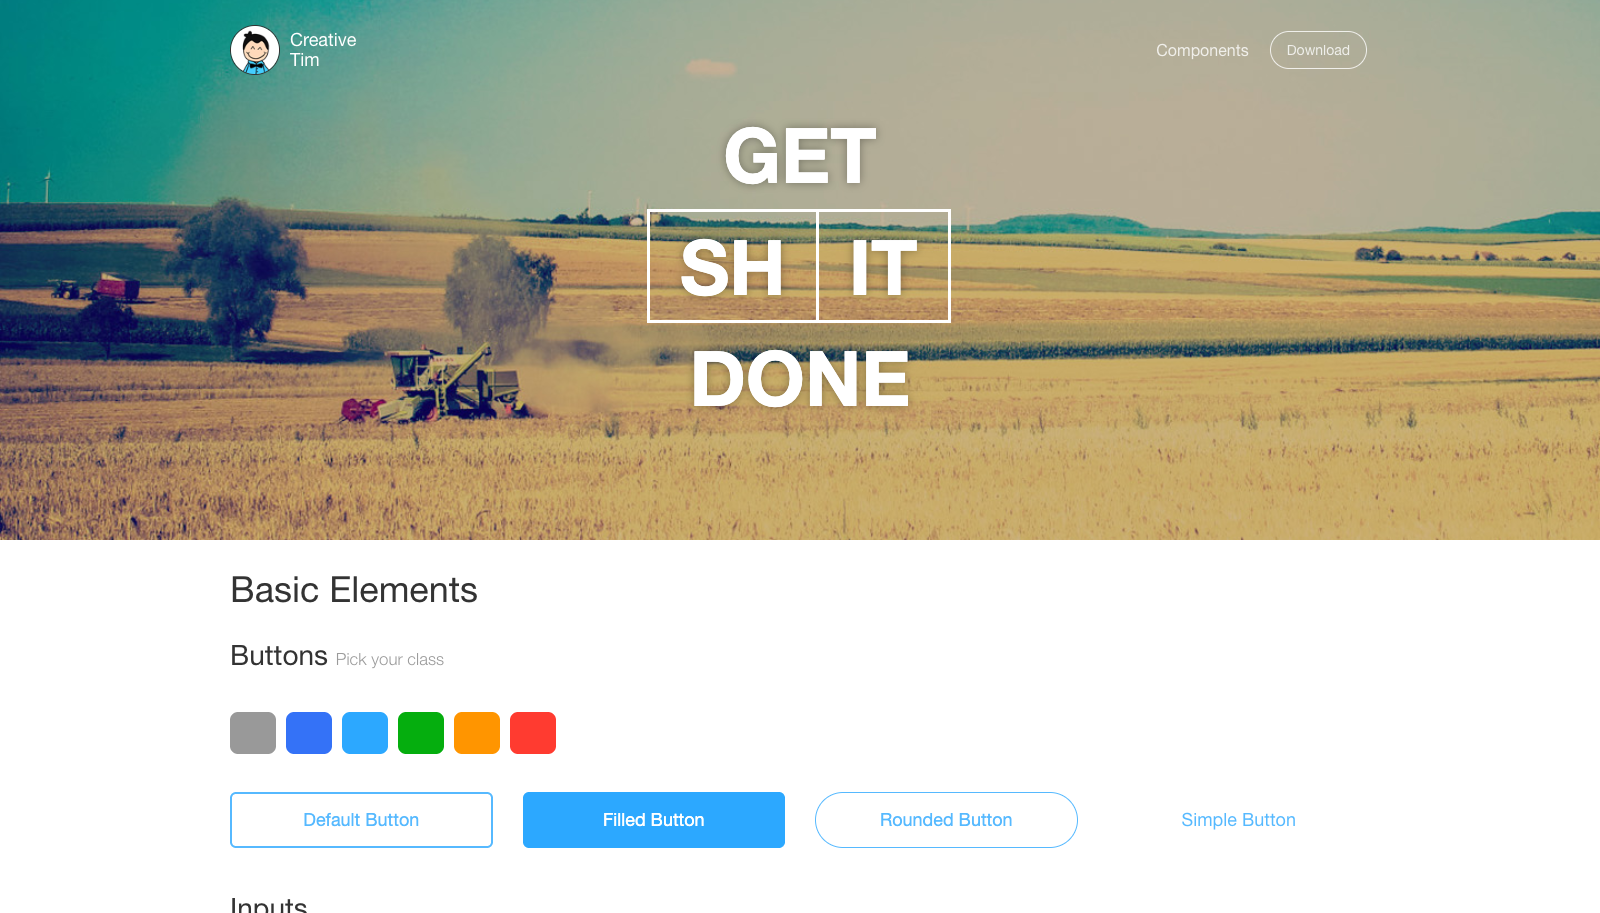 Creative
Tim
Components
Download
GET
SH IT
DONE
Basic Elements
Buttons Pick your class
Default Button
Filled Button
Rounded Button
Simple Button
Inputs